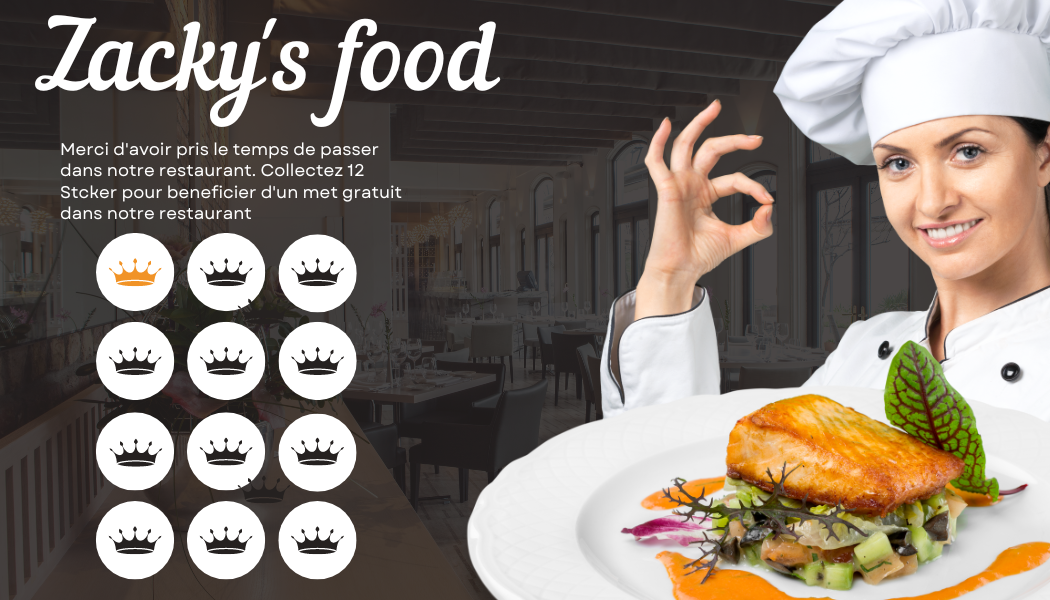 Zacky's food
Merci d'avoir pris le temps de passer
dans notre restaurant. Collectez 12
Stcker pour beneficier d'un met gratuit
dans notre restaurant